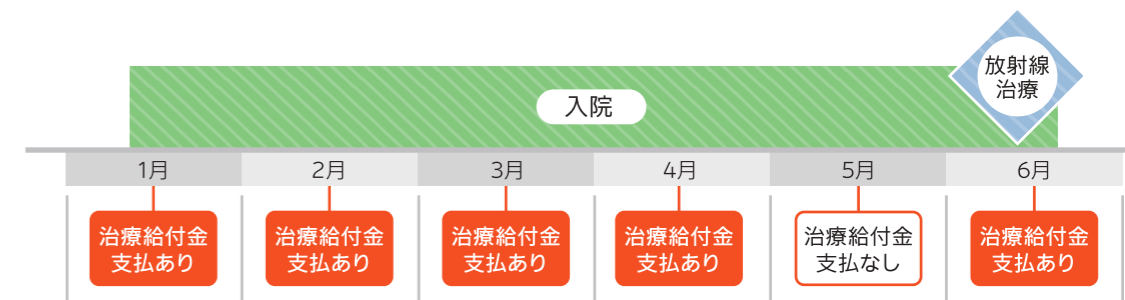 放射線
治療
入院
1月
2月
3月
4月
5月
6月
治療給付金
支払あり
治療給付金
支払あり
治療給付金
支払あり
治療給付金
支払あり
治療給付金
支払なし
治療給付金
支払あり